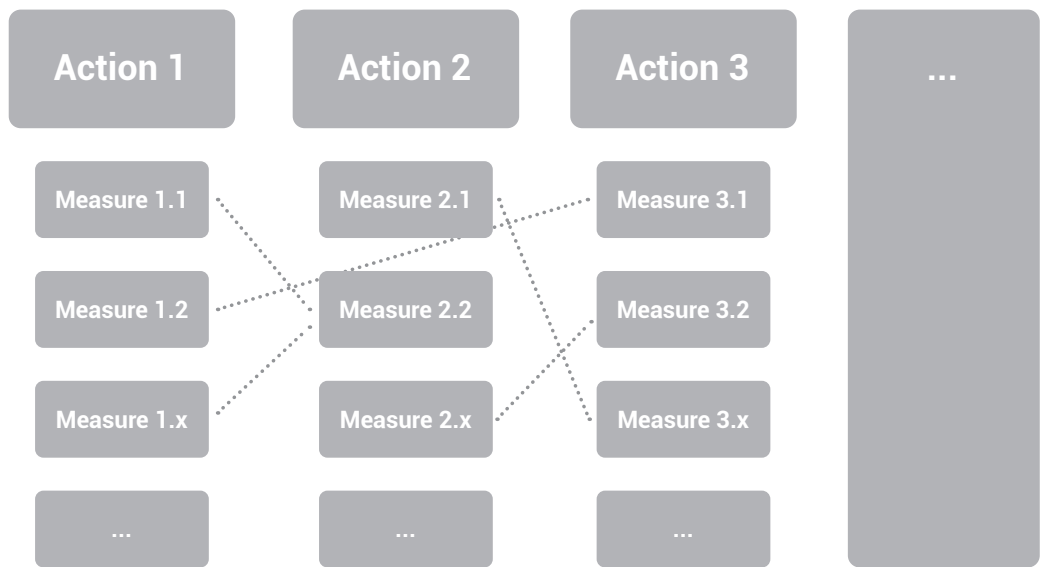 Action 1
Action 2
Action 3
...
Measure 1.1
Measure 2.1
Measure 3.1
Measure 1.2
Measure 2.2
Measure 3.2
Measure 1.x
Measure 2.x
Measure 3.x
...
...
...